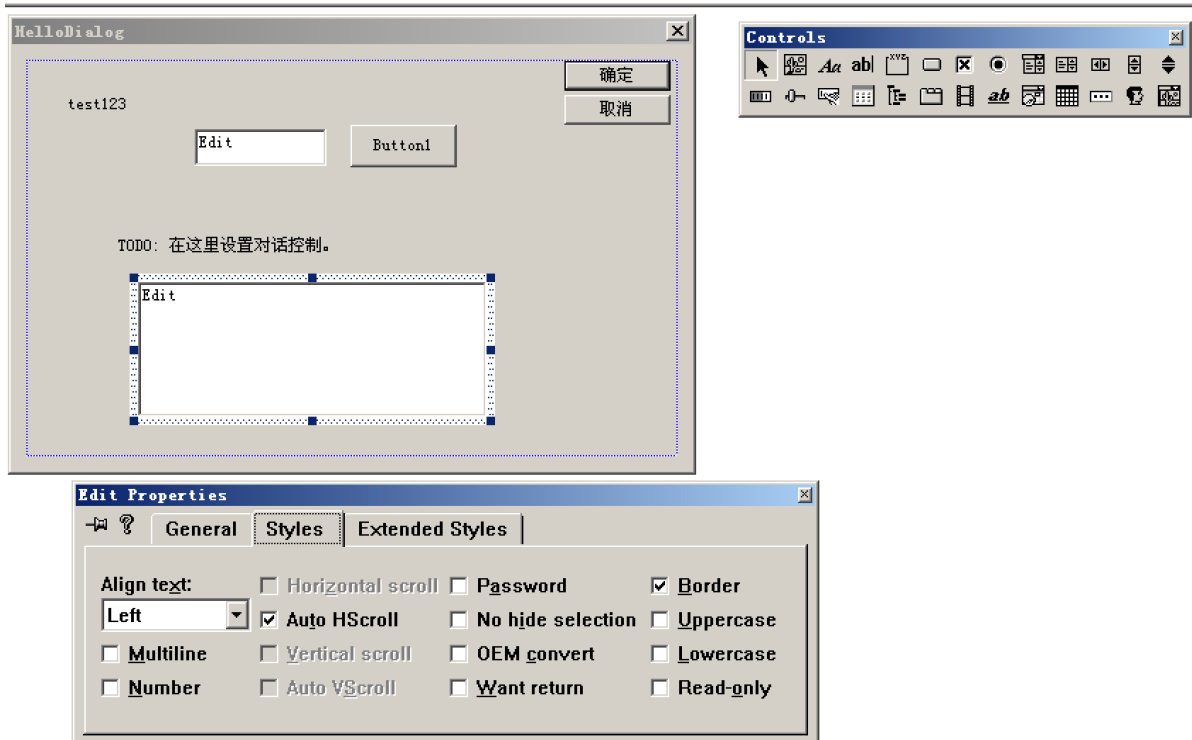 HelloDialog
确定
取消
test123
Edit
Button1
TODO: 在这里设置对话控制。
Edit
Controls
Aa ab| XYZ
ab
Edit Properties
General Styles Extended Styles
Align text:
Left
Multiline
Number
Horizontal scroll
Auto HScroll
Vertical scroll
Auto VScroll
Password
No hide selection
OEM convert
Want return
Border
Uppercase
Lowercase
Read-only